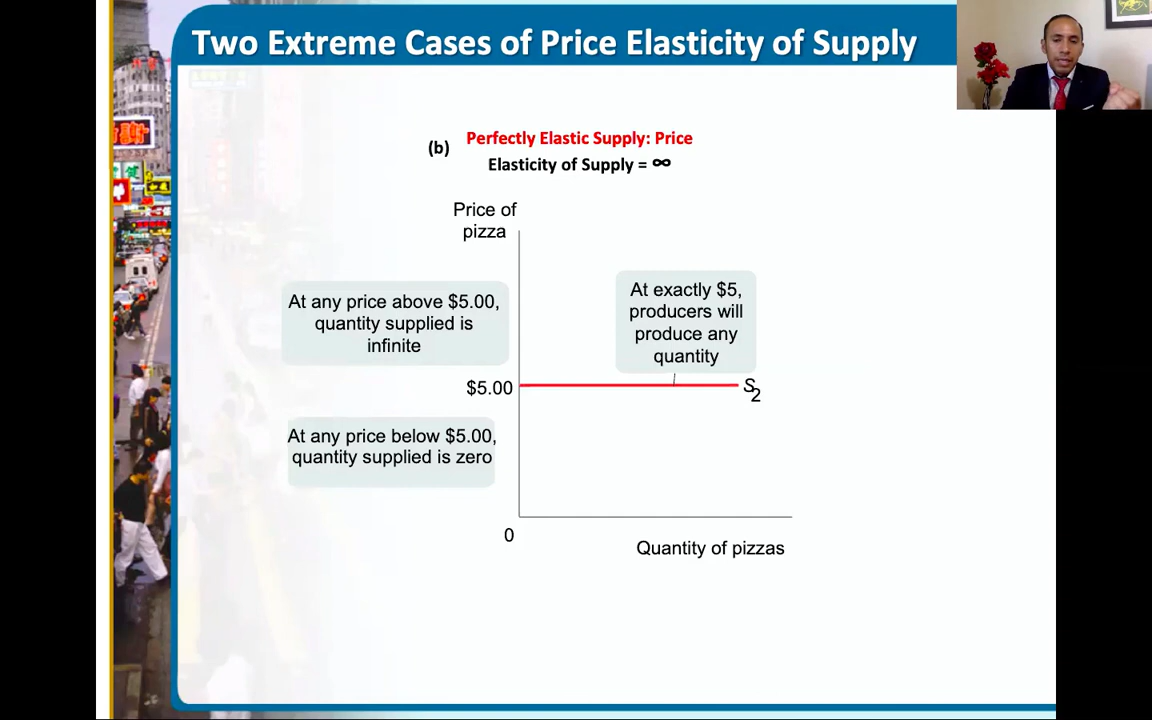 Two Extreme Cases of Price Elasticity of Supply
(b)
Perfectly Elastic Supply: Price
Elasticity of Supply = ∞
Price of
pizza
At any price above $5.00,
quantity supplied is
infinite
At exactly $5,
producers will
produce any
quantity
$5.00
S2
At any price below $5.00,
quantity supplied is zero
0
Quantity of pizzas